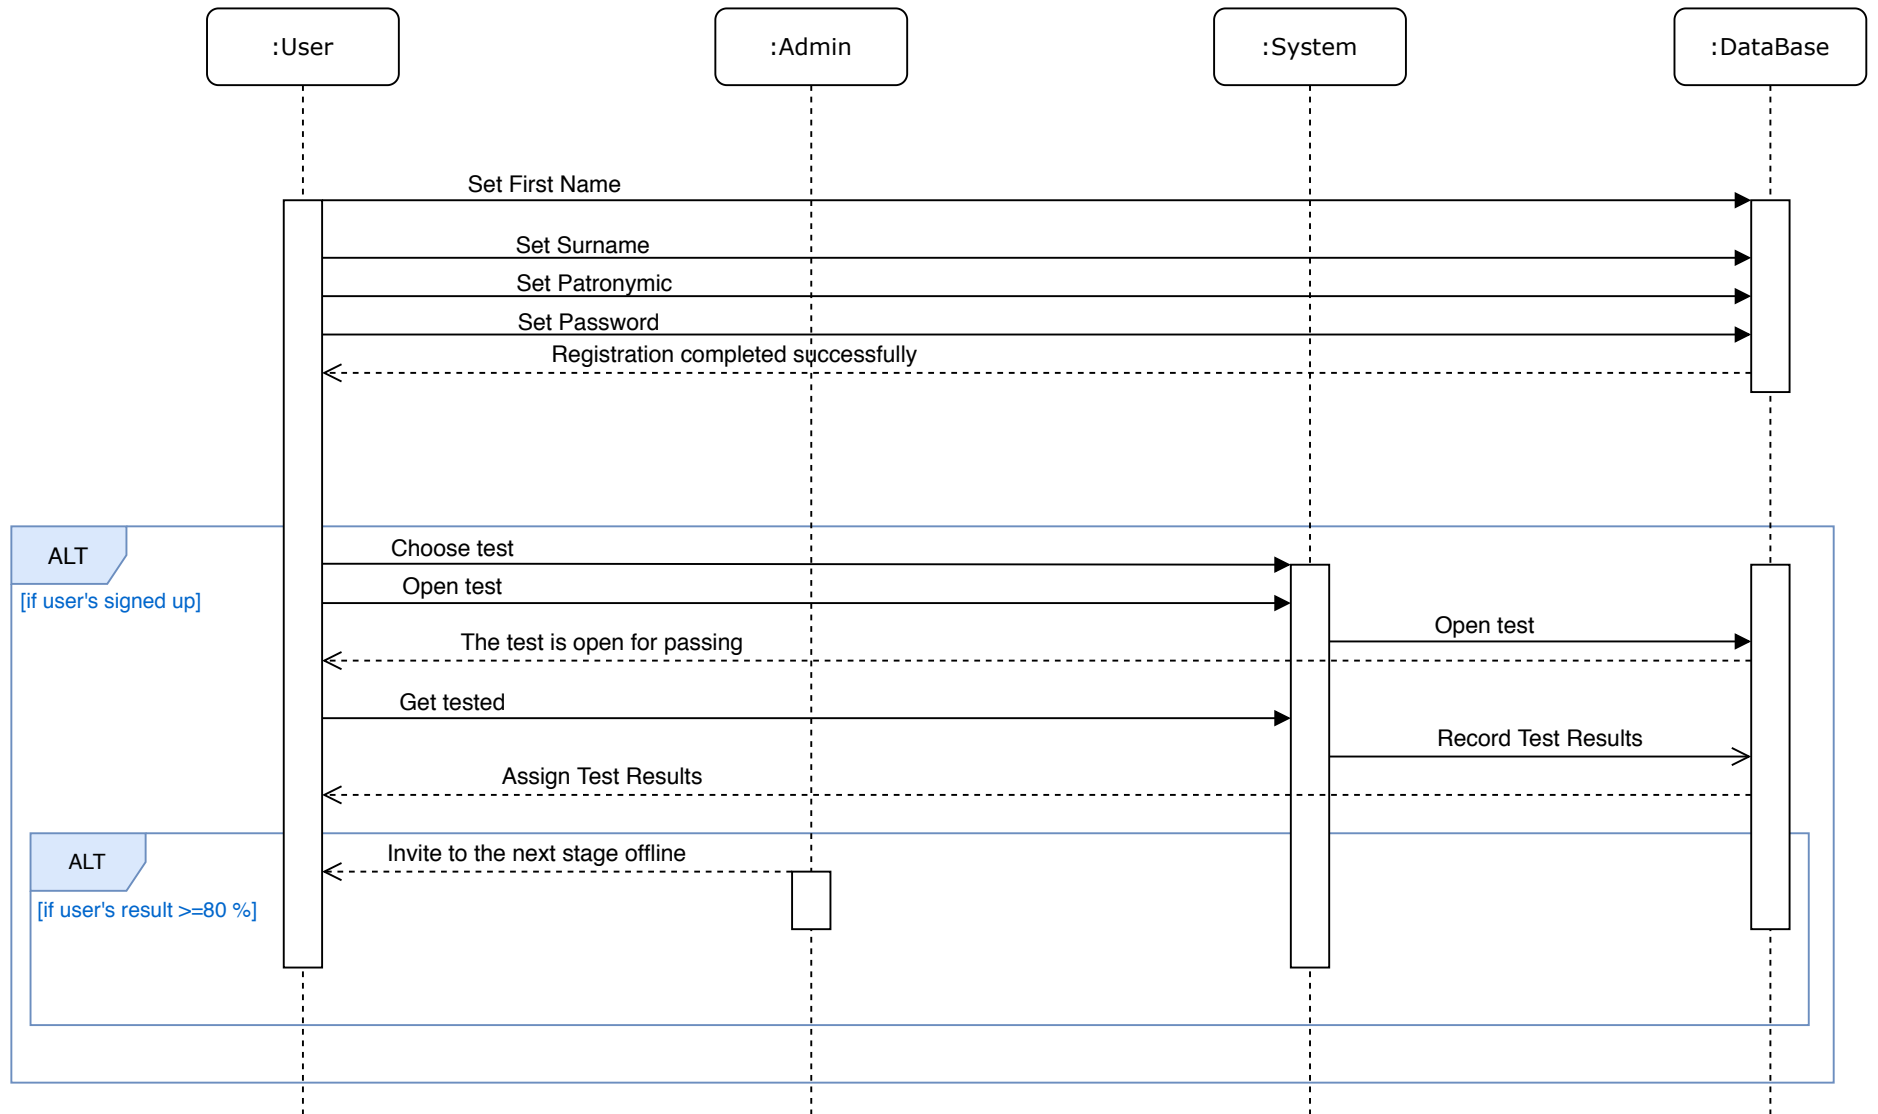 :User
:Admin
:System
:DataBase
Set First Name
Set Surname
Set Patronymic
Set Password
Registration completed successfully
ALT
[if user's signed up]
Choose test
Open test
Open test
The test is open for passing
Get tested
Record Test Results
Assign Test Results
ALT
[if user's result >=80 %]
Invite to the next stage offline